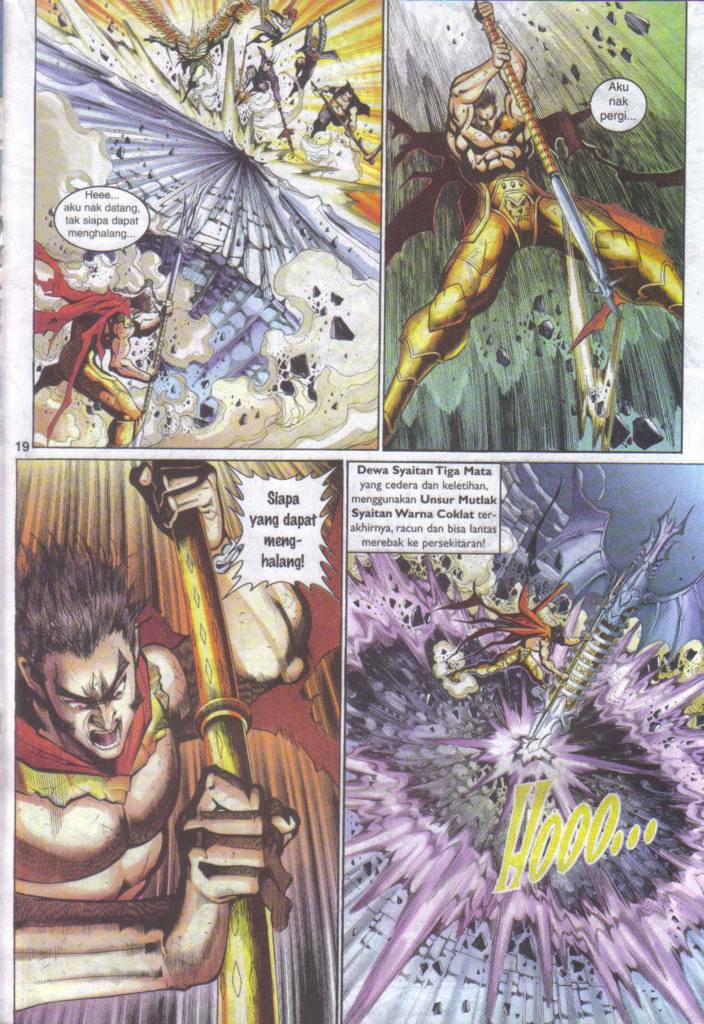 Heee...
aku nak datang,
tak siapa dapat
menghalang...
Aku
nak
pergi...
19
Siapa
yang dapat
meng-
halang!
Dewa Syaitan Tiga Mata
yang cedera dan keletihan,
menggunakan Unsur Mutlak
Syaitan Warna Coklat ter-
akhirnya, racun dan bisa lantas
merebak ke persekitaran!
HOOO...